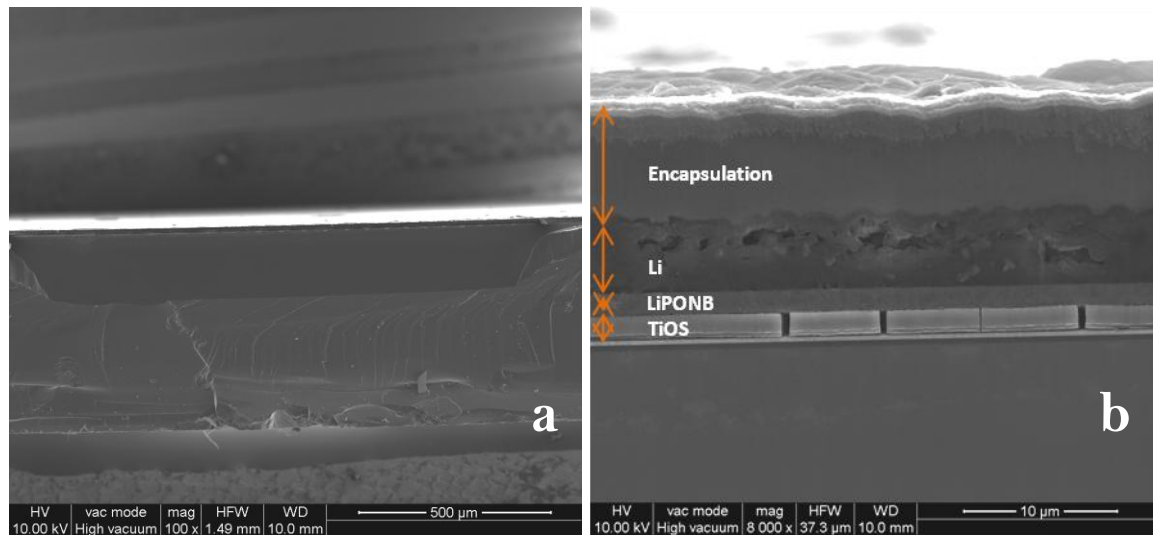 Encapsulation
Li
LiPONB
TiOS
a
b
HV vac mode mag HFW WD 500 µm
10.00 kV High vacuum 100 x 1.49 mm 10.0 mm
HV vac mode mag HFW WD 10 µm
10.00 kV High vacuum 8 000 x 37.3 µm 10.0 mm